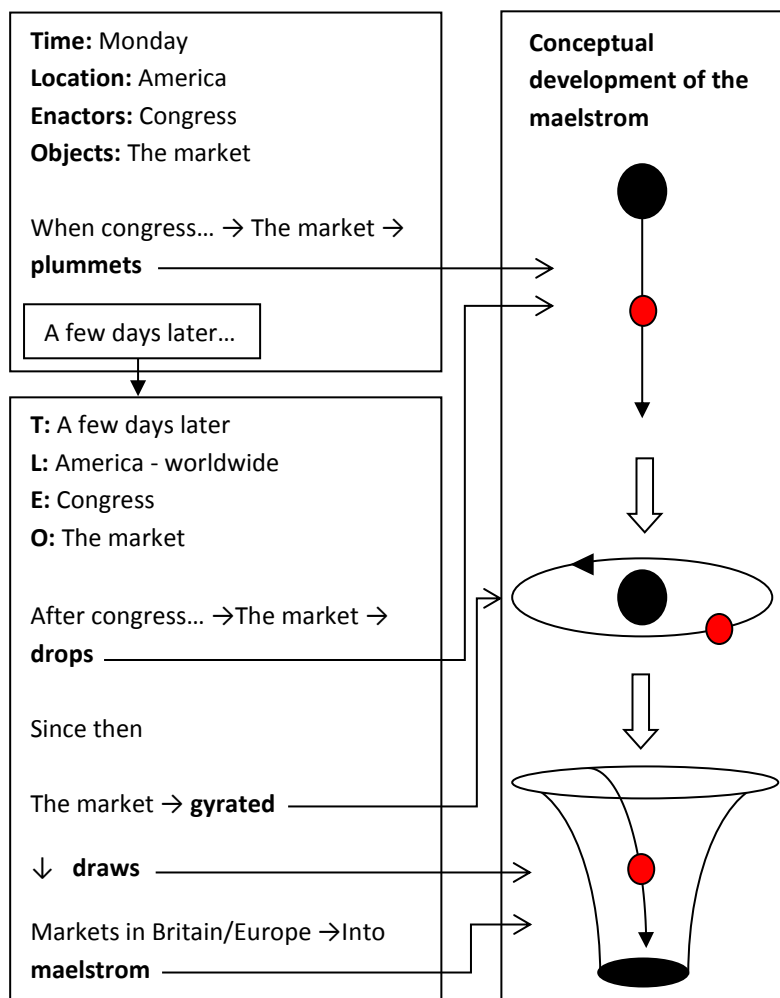 Time: Monday
Location: America
Enactors: Congress
Objects: The market
When congress… → The market →
plummets
A few days later…
T: A few days later
L: America - worldwide
E: Congress
O: The market
After congress… →The market →
drops
Since then
The market → gyrated
↓ draws
Markets in Britain/Europe →Into
maelstrom
Conceptual
development of the
maelstrom